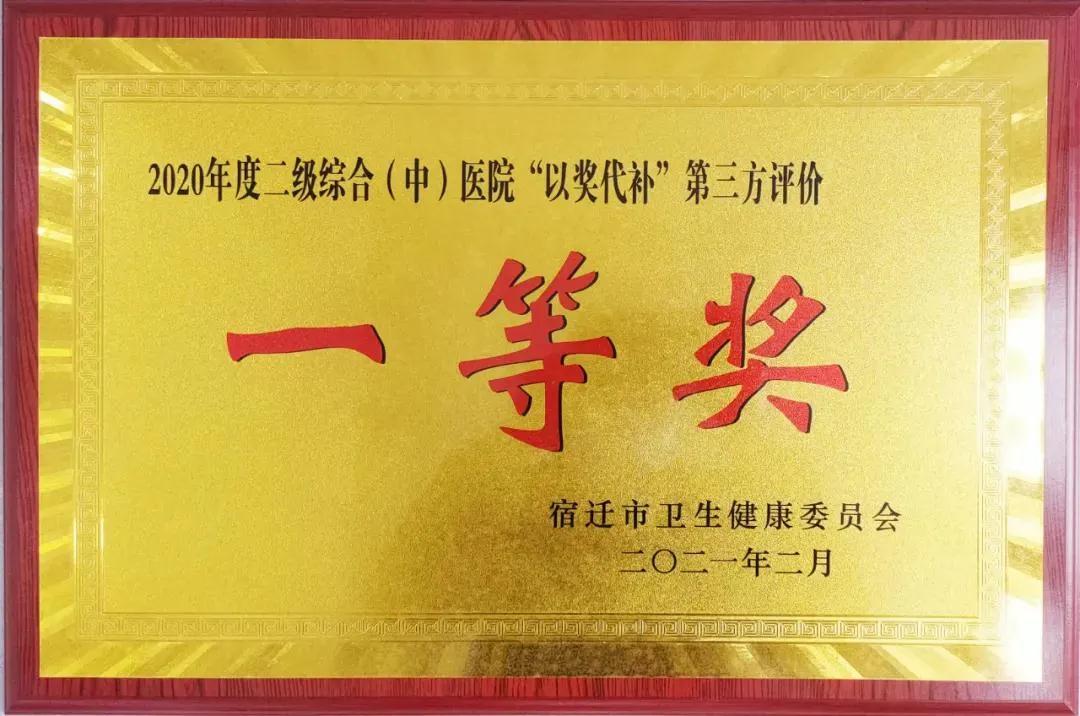 2020年度二级综合（中）医院“以奖代补”第三方评价
一等奖
宿迁市卫生健康委员会
二〇二一年二月